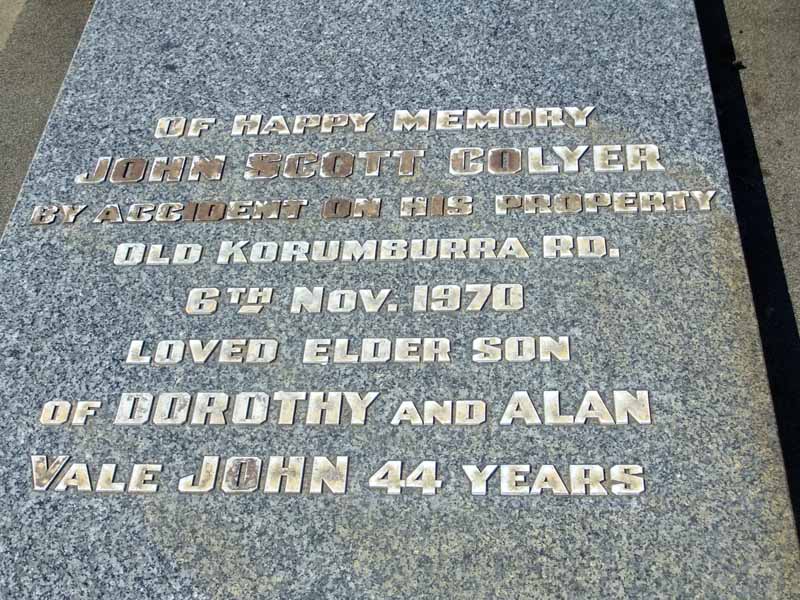 OF HAPPY MEMORY
JOHN SCOTT COLYER
BY ACCIDENT ON HIS PROPERTY
OLD KORUMBURRA RD.
6TH NOV. 1970
LOVED ELDER SON
OF DOROTHY AND ALAN
VALE JOHN 44 YEARS